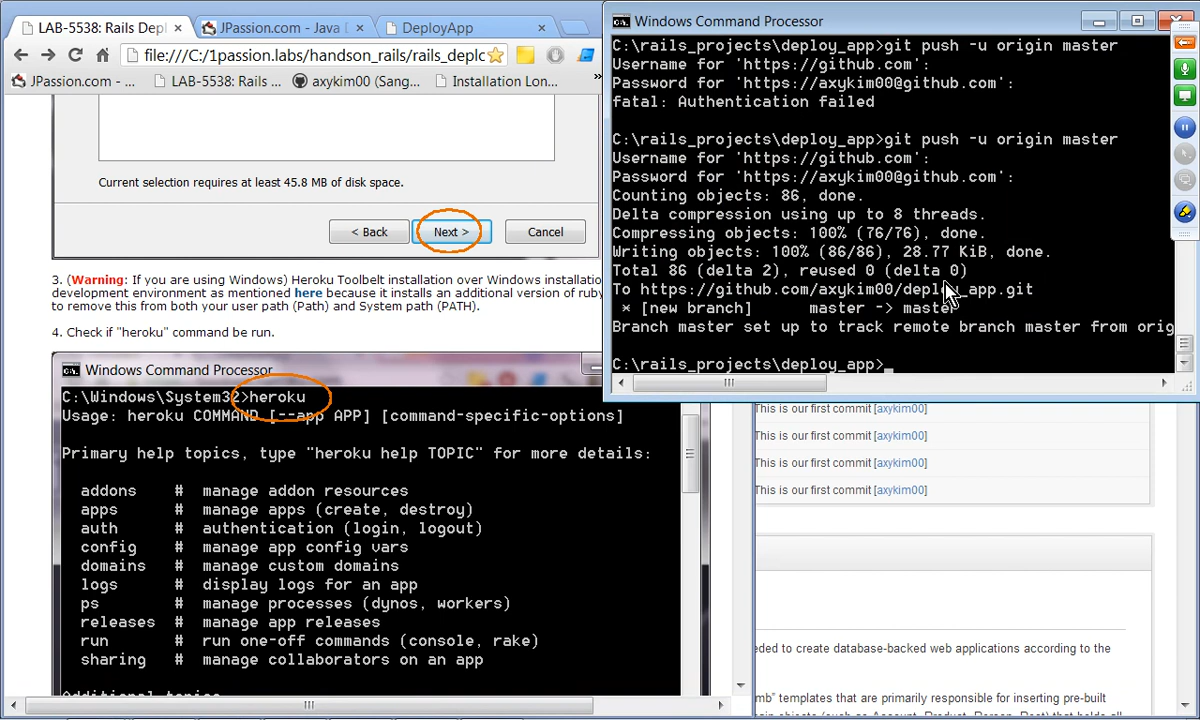 LAB-5538: Rails Depl
JPassion.com - Java D
DeployApp
file:///C:/1passion.labs/handson_rails/rails_deplo
JPassion.com - ...
LAB-5538: Rails ...
axykim00 (Sang...
Installation Lon...
»
Current selection requires at least 45.8 MB of disk space.
< Back
Next >
Cancel
3. (Warning: If you are using Windows) Heroku Toolbelt installation over Windows installation
development environment as mentioned here because it installs an additional version of ruby
to remove this from both your user path (Path) and System path (PATH).
4. Check if "heroku" command be run.
Windows Command Processor
C:\Windows\System32>heroku
Usage: heroku COMMAND [--app APP] [command-specific-options]
Primary help topics, type "heroku help TOPIC" for more details:
addons # manage addon resources
apps # manage apps (create, destroy)
auth # authentication (login, logout)
config # manage app config vars
domains # manage custom domains
logs # display logs for an app
ps # manage processes (dynos, workers)
releases # manage app releases
run # run one-off commands (console, rake)
sharing # manage collaborators on an app
Additional topics
Windows Command Processor
C:\rails_projects\deploy_app>git push -u origin master
Username for 'https://github.com':
Password for 'https://axykim00@github.com':
fatal: Authentication failed
C:\rails_projects\deploy_app>git push -u origin master
Username for 'https://github.com':
Password for 'https://axykim00@github.com':
Counting objects: 86, done.
Delta compression using up to 8 threads.
Compressing objects: 100% (76/76), done.
Writing objects: 100% (86/86), 28.77 KiB, done.
Total 86 (delta 2), reused 0 (delta 0)
To https://github.com/axykim00/deploy_app.git
* [new branch] master -> master
Branch master set up to track remote branch master from orig
C:\rails_projects\deploy_app>
This is our first commit [axykim00]
This is our first commit [axykim00]
This is our first commit [axykim00]
This is our first commit [axykim00]
eded to create database-backed web applications according to the
mb" templates that are primarily responsible for inserting pre-built